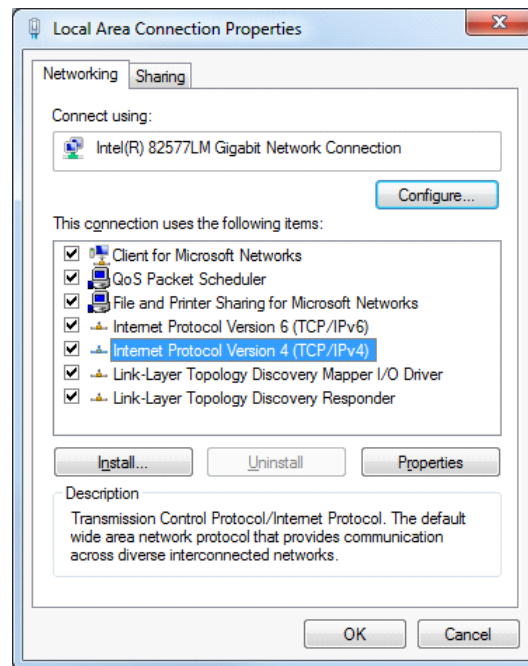 Local Area Connection Properties
Networking
Sharing
Connect using:
Intel(R) 82577LM Gigabit Network Connection
Configure...
This connection uses the following items:
Client for Microsoft Networks
QoS Packet Scheduler
File and Printer Sharing for Microsoft Networks
Internet Protocol Version 6 (TCP/IPv6)
Internet Protocol Version 4 (TCP/IPv4)
Link-Layer Topology Discovery Mapper I/O Driver
Link-Layer Topology Discovery Responder
Install...
Uninstall
Properties
Description
Transmission Control Protocol/Internet Protocol. The default
wide area network protocol that provides communication
across diverse interconnected networks.
OK
Cancel